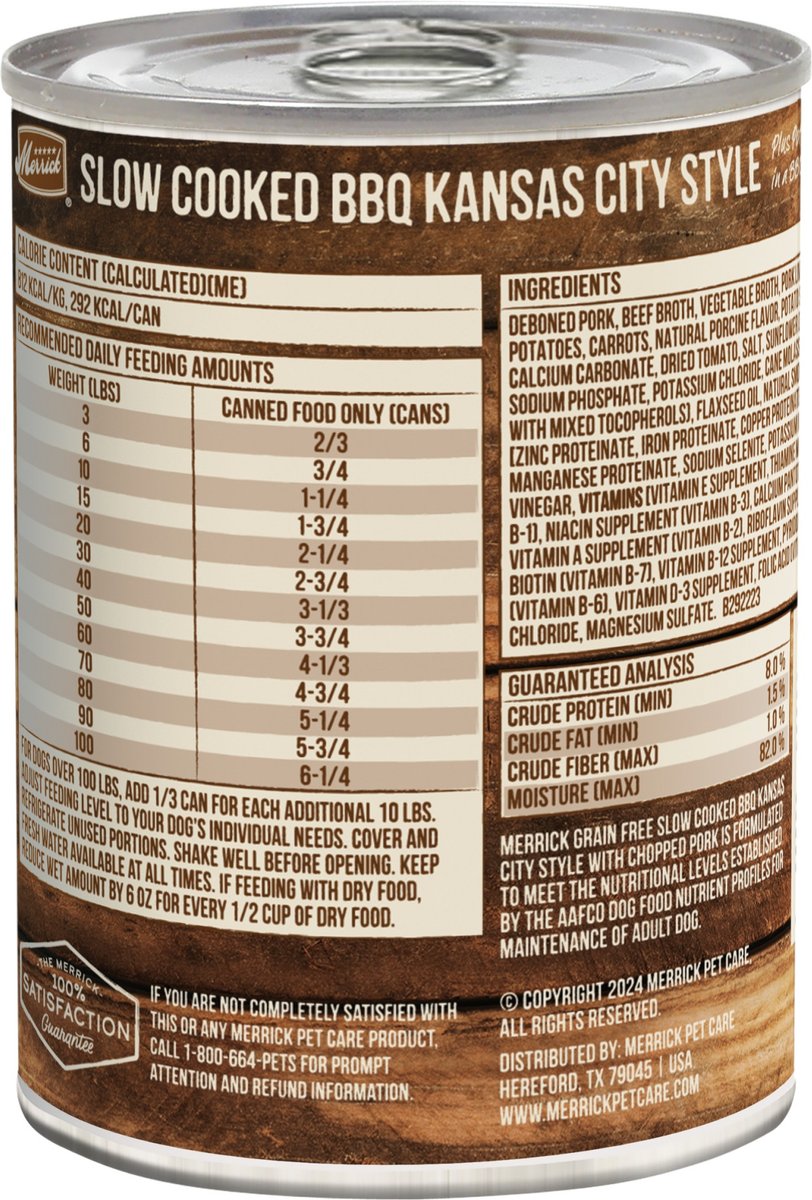 Merrick
®
SLOW COOKED BBQ KANSAS CITY STYLE
Plus
in a
CALORIE CONTENT (CALCULATED)(ME)
812 KCAL/KG, 292 KCAL/CAN
RECOMMENDED DAILY FEEDING AMOUNTS
WEIGHT (LBS) CANNED FOOD ONLY (CANS)
3 2/3
6 3/4
10 1-1/4
15 1-3/4
20 2-1/4
30 2-3/4
40 3-1/3
50 3-3/4
60 4-1/3
70 4-3/4
80 5-1/4
90 5-3/4
100 6-1/4
FOR DOGS OVER 100 LBS, ADD 1/3 CAN FOR EACH ADDITIONAL 10 LBS.
ADJUST FEEDING LEVEL TO YOUR DOG'S INDIVIDUAL NEEDS. COVER AND
REFRIGERATE UNUSED PORTIONS. SHAKE WELL BEFORE OPENING. KEEP
FRESH WATER AVAILABLE AT ALL TIMES. IF FEEDING WITH DRY FOOD,
REDUCE WET AMOUNT BY 6 OZ FOR EVERY 1/2 CUP OF DRY FOOD.
THE MERRICK
100%
SATISFACTION
Guarantee
IF YOU ARE NOT COMPLETELY SATISFIED WITH
THIS OR ANY MERRICK PET CARE PRODUCT,
CALL 1-800-664-PETS FOR PROMPT
ATTENTION AND REFUND INFORMATION.
INGREDIENTS
DEBONED PORK, BEEF BROTH, VEGETABLE BROTH, PORK
POTATOES, CARROTS, NATURAL PORCINE FLAVOR,
CALCIUM CARBONATE, DRIED TOMATO, SALT,
SODIUM PHOSPHATE, POTASSIUM CHLORIDE, CANE
WITH MIXED TOCOPHEROLS), FLAXSEED OIL, NATURAL
(ZINC PROTEINATE, IRON PROTEINATE, COPPER
MANGANESE PROTEINATE, SODIUM SELENITE,
VINEGAR, VITAMINS (VITAMIN E SUPPLEMENT,
B-1), NIACIN SUPPLEMENT (VITAMIN B-3), CALCIUM
VITAMIN A SUPPLEMENT (VITAMIN B-2), RIBOFLAVIN
BIOTIN (VITAMIN B-7), VITAMIN B-12 SUPPLEMENT,
(VITAMIN B-6), VITAMIN D-3 SUPPLEMENT, FOLIC ACID
CHLORIDE, MAGNESIUM SULFATE. B292223
GUARANTEED ANALYSIS
CRUDE PROTEIN (MIN) 8.0%
CRUDE FAT (MIN) 1.5%
CRUDE FIBER (MAX) 1.0%
MOISTURE (MAX) 82.0%
MERRICK GRAIN FREE SLOW COOKED BBQ KANSAS
CITY STYLE WITH CHOPPED PORK IS FORMULATED
TO MEET THE NUTRITIONAL LEVELS ESTABLISHED
BY THE AAFCO DOG FOOD NUTRIENT PROFILES FOR
MAINTENANCE OF ADULT DOG.
© COPYRIGHT 2024 MERRICK PET CARE,
ALL RIGHTS RESERVED.
DISTRIBUTED BY: MERRICK PET CARE
HEREFORD, TX 79045 | USA
WWW.MERRICKPETCARE.COM